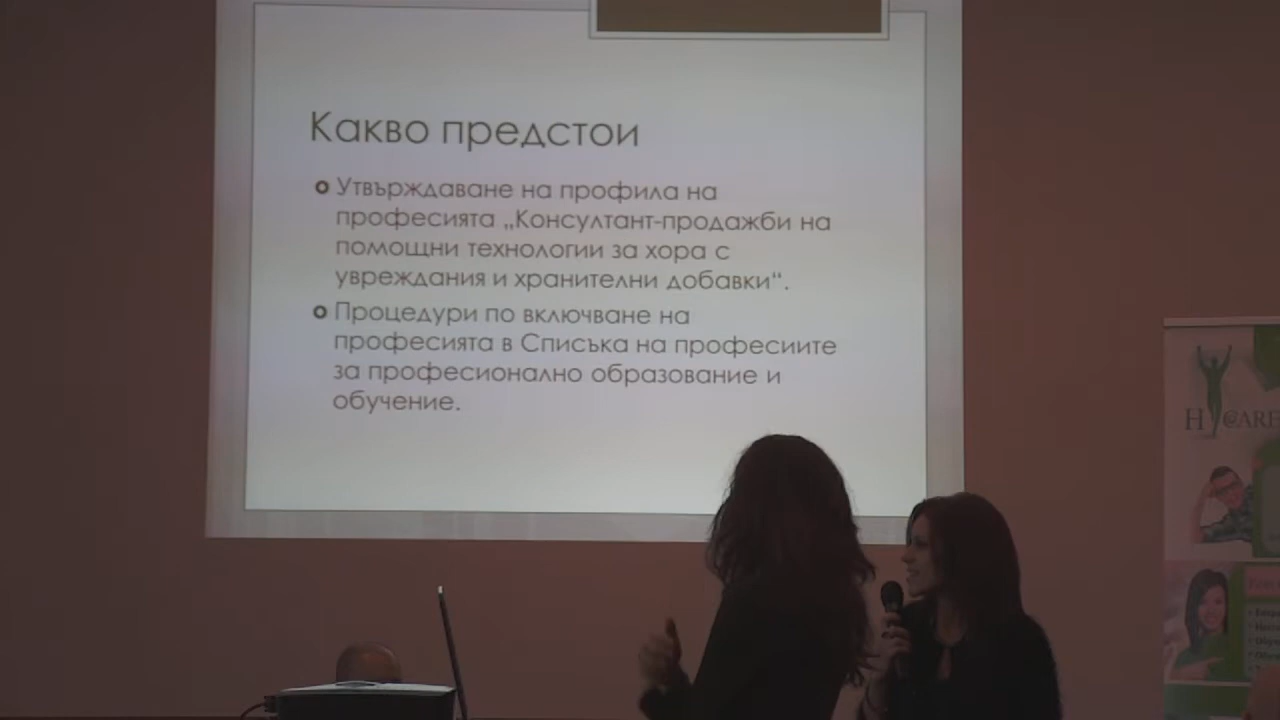 Какво предстои
Утвърждаване на профила на
професията „Консултант-продажби на
помощни технологии за хора с
увреждания и хранителни добавки“.
Процедури по включване на
професията в Списъка на професиите
за професионално образование и
обучение.